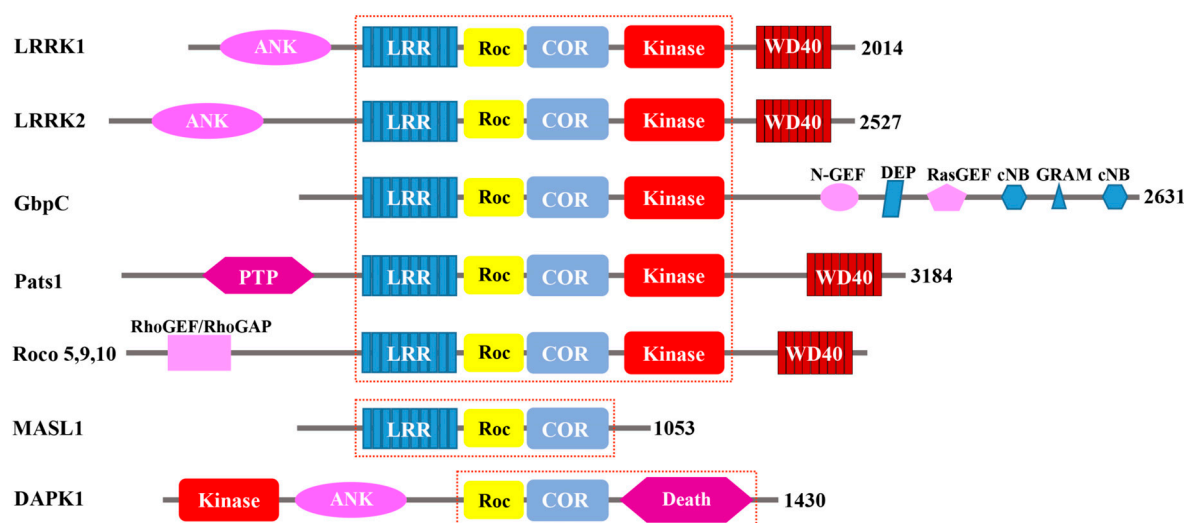 LRRK1 ANK LRR Roc COR Kinase WD40 2014
LRRK2 ANK LRR Roc COR Kinase WD40 2527
N-GEF DEP RasGEF cNB GRAM cNB
GbpC LRR Roc COR Kinase 2631
Pats1 PTP LRR Roc COR Kinase WD40 3184
RhoGEF/RhoGAP
Roco 5,9,10 LRR Roc COR Kinase WD40
MASL1 LRR Roc COR 1053
DAPK1 Kinase ANK Roc COR Death 1430